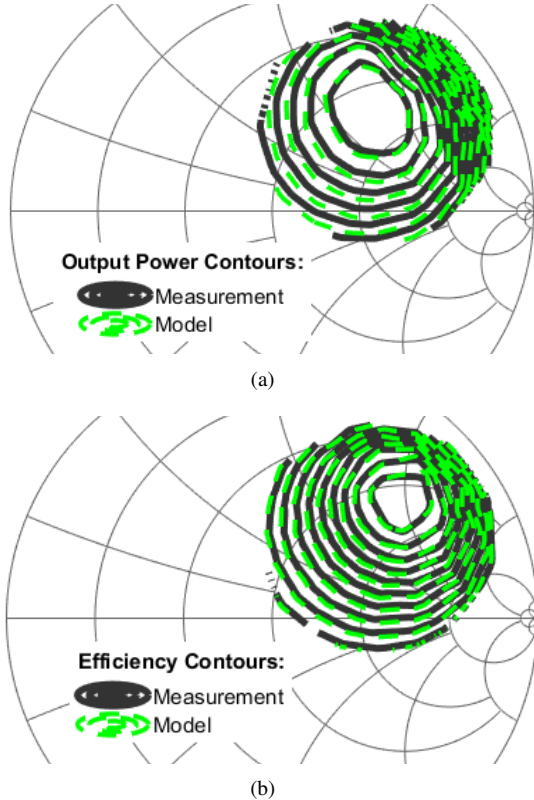 Output Power Contours:
Measurement
Model
(a)
Efficiency Contours:
Measurement
Model
(b)